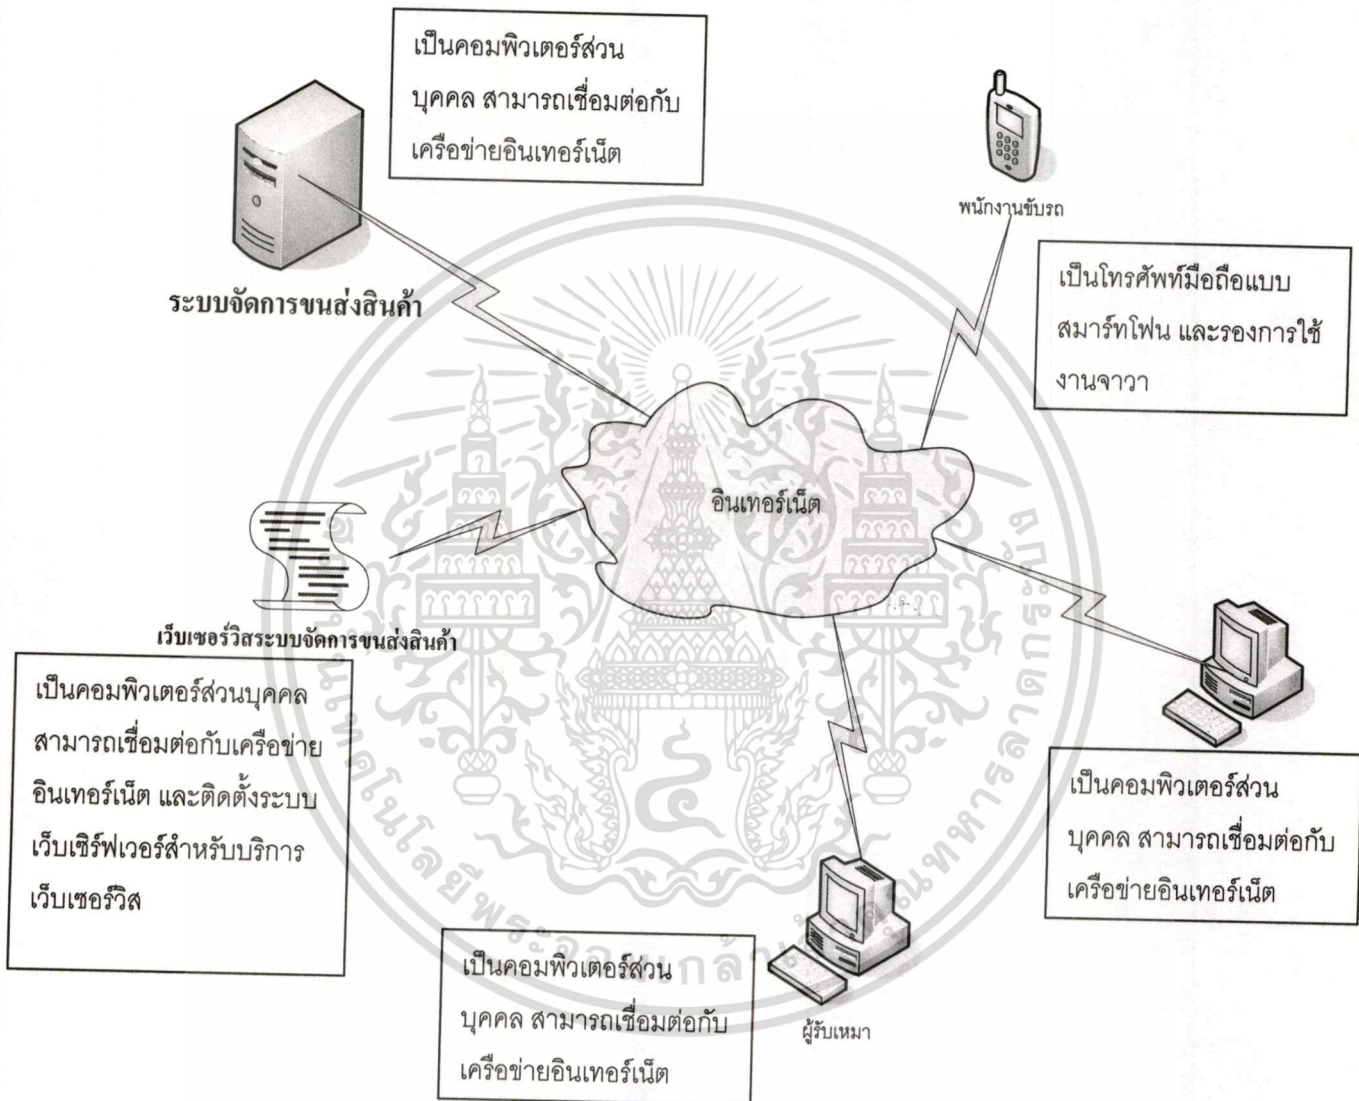 เป็นคอมพิวเตอร์ส่วน
บุคคล สามารถเชื่อมต่อกับ
เครือข่ายอินเทอร์เน็ต
ระบบจัดการขนส่งสินค้า
พนักงานขับรถ
เป็นโทรศัพท์มือถือแบบ
สมาร์ทโฟน และรองการใช้
งานจาวา
อินเทอร์เน็ต
เว็บเซอร์วิสระบบจัดการขนส่งสินค้า
เป็นคอมพิวเตอร์ส่วนบุคคล
สามารถเชื่อมต่อกับเครือข่าย
อินเทอร์เน็ต และติดตั้งระบบ
เว็บเซิร์ฟเวอร์สำหรับบริการ
เว็บเซอร์วิส
เป็นคอมพิวเตอร์ส่วน
บุคคล สามารถเชื่อมต่อกับ
เครือข่ายอินเทอร์เน็ต
เป็นคอมพิวเตอร์ส่วน
บุคคล สามารถเชื่อมต่อกับ
เครือข่ายอินเทอร์เน็ต
ผู้รับเหมา